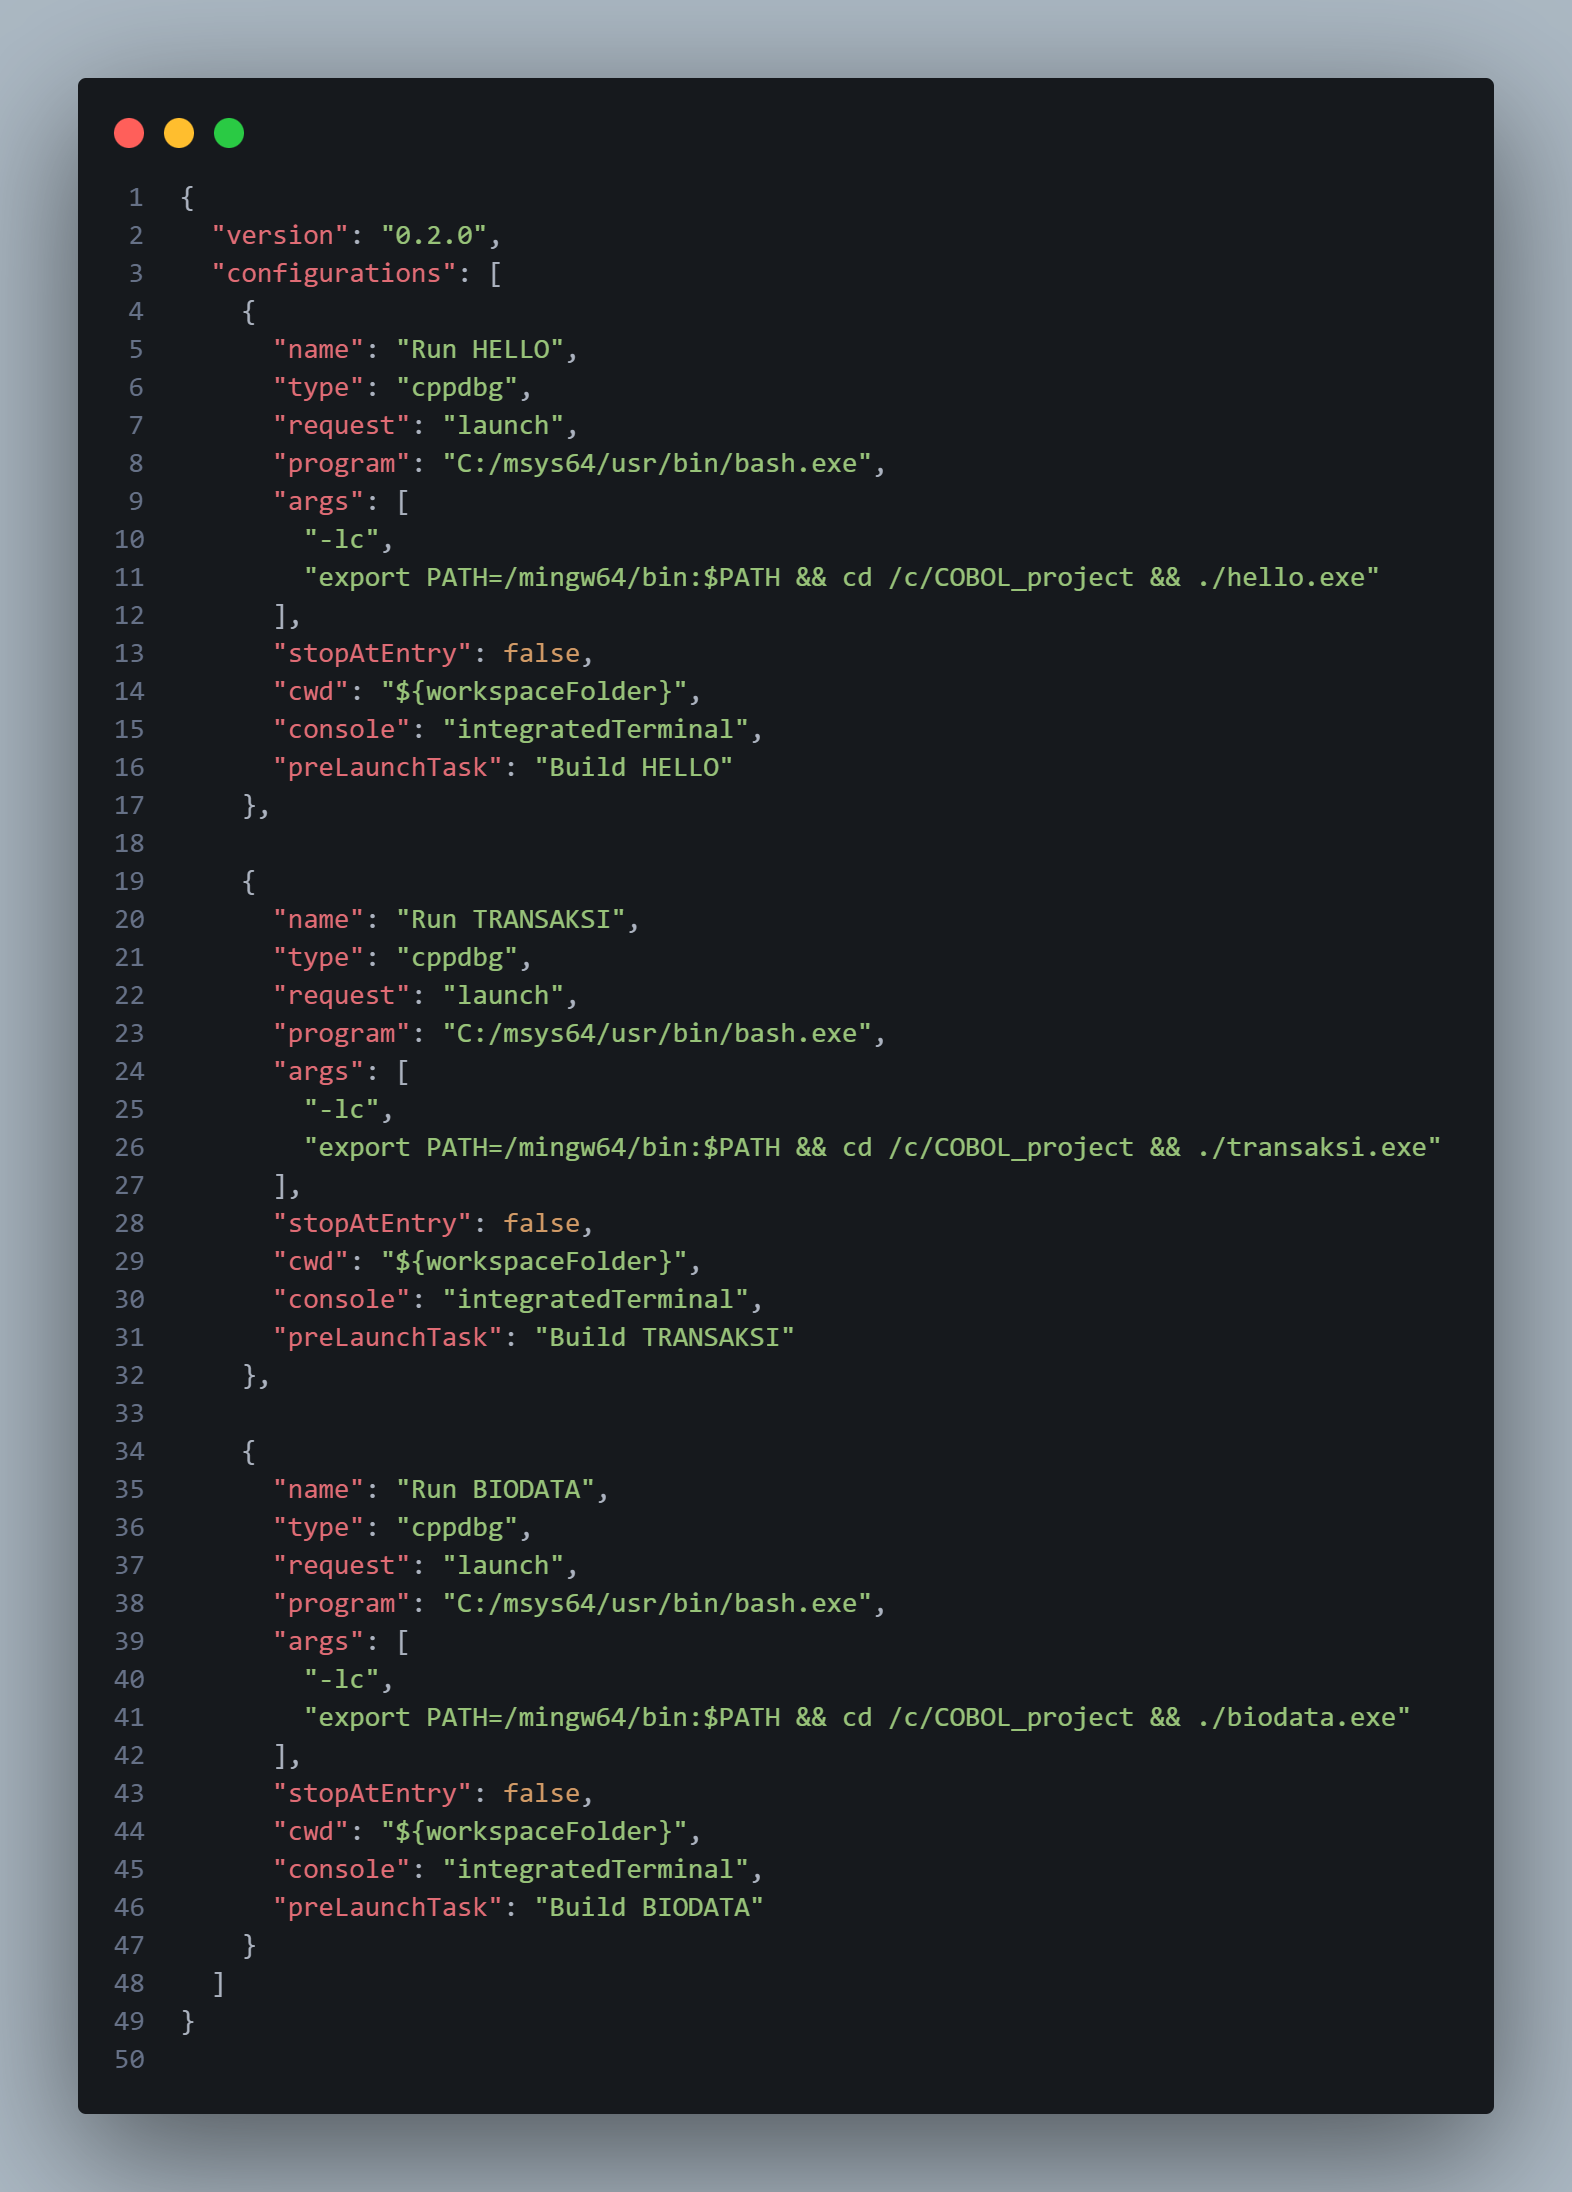 1 {
2   "version": "0.2.0",
3   "configurations": [
4     {
5       "name": "Run HELLO",
6       "type": "cppdbg",
7       "request": "launch",
8       "program": "C:/msys64/usr/bin/bash.exe",
9       "args": [
10         "-lc",
11         "export PATH=/mingw64/bin:$PATH && cd /c/COBOL_project && ./hello.exe"
12       ],
13       "stopAtEntry": false,
14       "cwd": "${workspaceFolder}",
15       "console": "integratedTerminal",
16       "preLaunchTask": "Build HELLO"
17     },
18
19     {
20       "name": "Run TRANSAKSI",
21       "type": "cppdbg",
22       "request": "launch",
23       "program": "C:/msys64/usr/bin/bash.exe",
24       "args": [
25         "-lc",
26         "export PATH=/mingw64/bin:$PATH && cd /c/COBOL_project && ./transaksi.exe"
27       ],
28       "stopAtEntry": false,
29       "cwd": "${workspaceFolder}",
30       "console": "integratedTerminal",
31       "preLaunchTask": "Build TRANSAKSI"
32     },
33
34     {
35       "name": "Run BIODATA",
36       "type": "cppdbg",
37       "request": "launch",
38       "program": "C:/msys64/usr/bin/bash.exe",
39       "args": [
40         "-lc",
41         "export PATH=/mingw64/bin:$PATH && cd /c/COBOL_project && ./biodata.exe"
42       ],
43       "stopAtEntry": false,
44       "cwd": "${workspaceFolder}",
45       "console": "integratedTerminal",
46       "preLaunchTask": "Build BIODATA"
47     }
48   ]
49 }
50